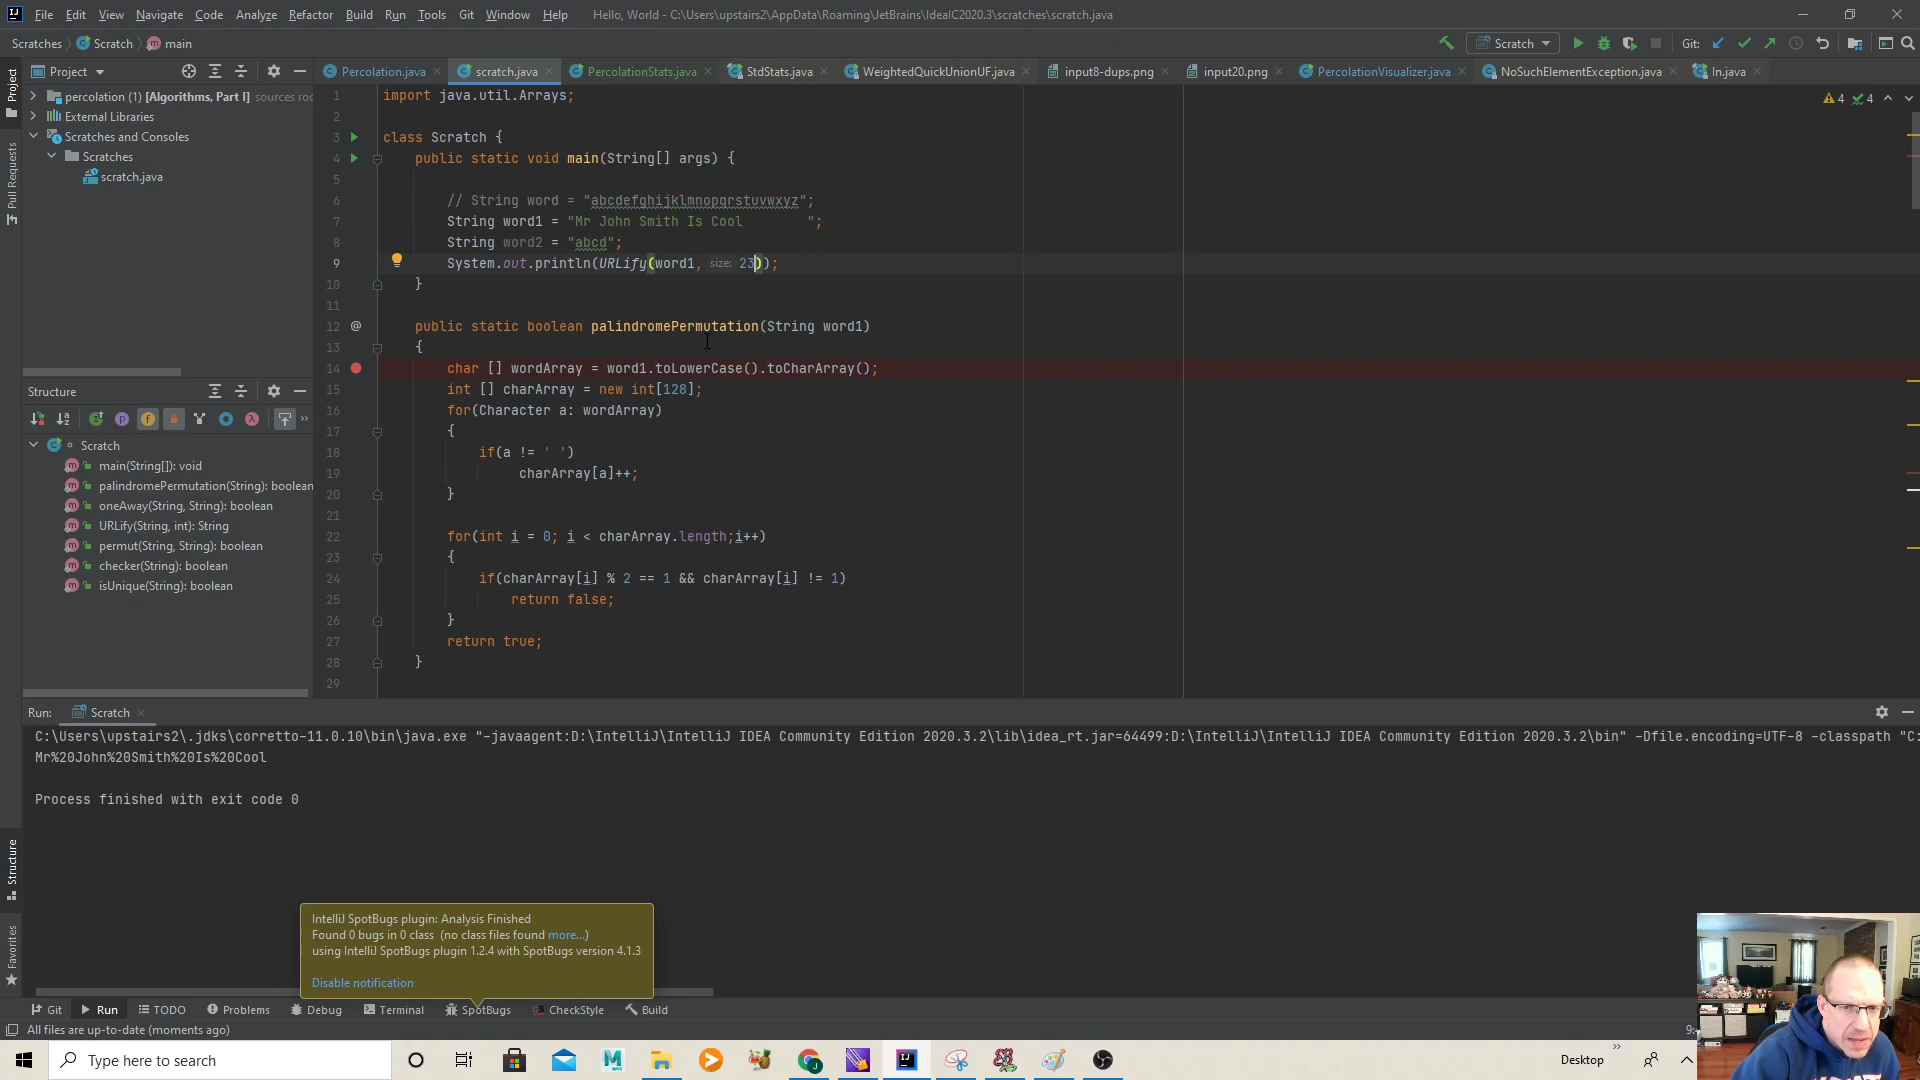 File Edit View Navigate Code Analyze Refactor Build Run Tools Git Window Help Hello, World - C:\Users\upstairs2\AppData\Roaming\JetBrains\IdeaIC2020.3\scratches\scratch.java
Scratches Scratch main Scratch Git:
Project Percolation.java scratch.java PercolationStats.java StdStats.java WeightedQuickUnionUF.java input8-dups.png input20.png PercolationVisualizer.java NoSuchElementException.java In.java
Project
Pull Requests
percolation (1) [Algorithms, Part I] sources roo
External Libraries
Scratches and Consoles
Scratches
scratch.java
Structure
Scratch
main(String[]): void
palindromePermutation(String): boolean
oneAway(String, String): boolean
URLify(String, int): String
permut(String, String): boolean
checker(String): boolean
isUnique(String): boolean
4 4
1 import java.util.Arrays;
2
3 class Scratch {
4 public static void main(String[] args) {
5
6 // String word = "abcdefghijklmnopqrstuvwxyz";
7 String word1 = "Mr John Smith Is Cool        ";
8 String word2 = "abcd";
9 System.out.println(URLify(word1, size: 23));
10 }
11
12 @ public static boolean palindromePermutation(String word1)
13 {
14 char [] wordArray = word1.toLowerCase().toCharArray();
15 int [] charArray = new int[128];
16 for(Character a: wordArray)
17 {
18 if(a != ' ')
19 charArray[a]++;
20 }
21
22 for(int i = 0; i < charArray.length;i++)
23 {
24 if(charArray[i] % 2 == 1 && charArray[i] != 1)
25 return false;
26 }
27 return true;
28 }
29
Run: Scratch
C:\Users\upstairs2\.jdks\corretto-11.0.10\bin\java.exe "-javaagent:D:\IntelliJ\IntelliJ IDEA Community Edition 2020.3.2\lib\idea_rt.jar=64499:D:\IntelliJ\IntelliJ IDEA Community Edition 2020.3.2\bin" -Dfile.encoding=UTF-8 -classpath "C:
Mr%20John%20Smith%20Is%20Cool
Process finished with exit code 0
Structure
Favorites
IntelliJ SpotBugs plugin: Analysis Finished
Found 0 bugs in 0 class (no class files found more...)
using IntelliJ SpotBugs plugin 1.2.4 with SpotBugs version 4.1.3
Disable notification
Git Run TODO Problems Debug Terminal SpotBugs CheckStyle Build
All files are up-to-date (moments ago) 9:
Type here to search Desktop